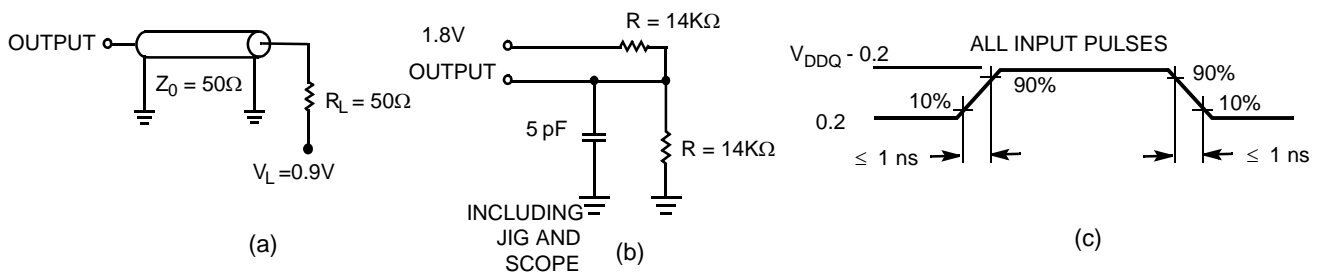 OUTPUT
Z0 = 50Ω
RL = 50Ω
VL =0.9V
(a)
R = 14KΩ
1.8V
OUTPUT
5 pF
R = 14KΩ
INCLUDING
JIG AND
SCOPE
(b)
ALL INPUT PULSES
VDDQ - 0.2
90%
90%
10%
10%
0.2
≤ 1 ns
≤ 1 ns
(c)